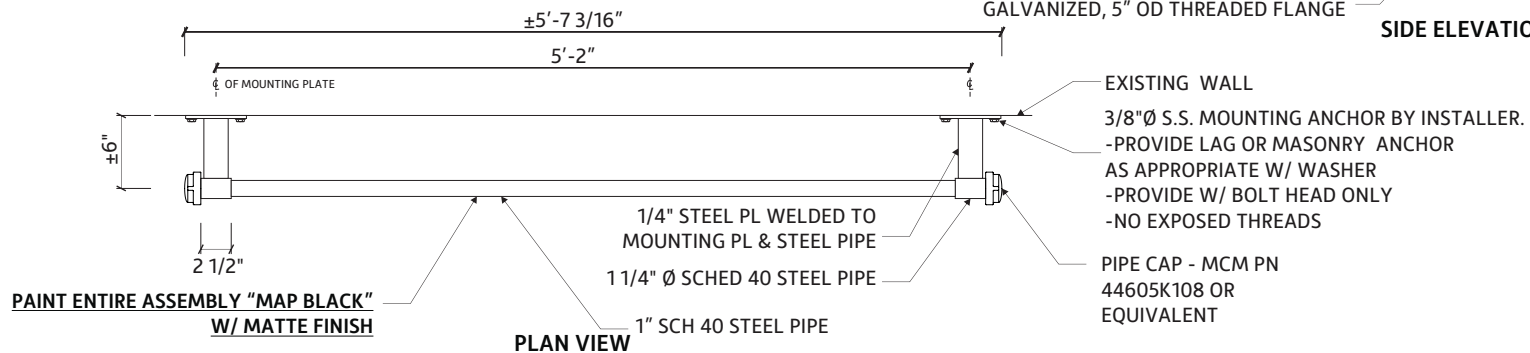 GALVANIZED, 5" OD THREADED FLANGE
SIDE ELEVATIO
±5'-7 3/16"
5'-2"
℄ OF MOUNTING PLATE
℄
±6"
EXISTING WALL
3/8"Ø S.S. MOUNTING ANCHOR BY INSTALLER.
-PROVIDE LAG OR MASONRY ANCHOR
AS APPROPRIATE W/ WASHER
-PROVIDE W/ BOLT HEAD ONLY
-NO EXPOSED THREADS
1/4" STEEL PL WELDED TO
MOUNTING PL & STEEL PIPE
2 1/2"
1 1/4" Ø SCHED 40 STEEL PIPE
PIPE CAP - MCM PN
44605K108 OR
EQUIVALENT
PAINT ENTIRE ASSEMBLY "MAP BLACK"
W/ MATTE FINISH
1" SCH 40 STEEL PIPE
PLAN VIEW